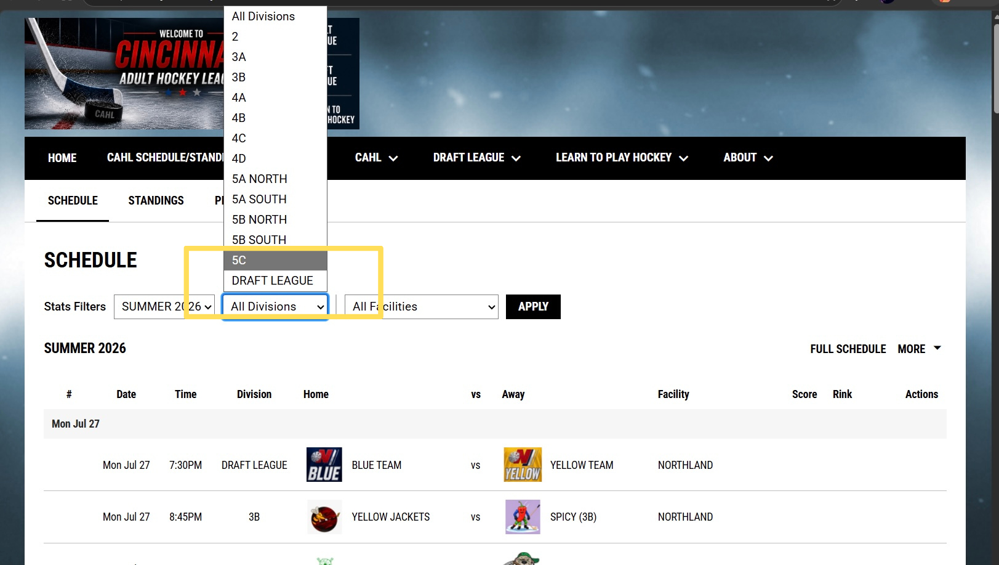 All Divisions
2
3A
3B
4A
4B
4C
4D
5A NORTH
5A SOUTH
5B NORTH
5B SOUTH
5C
DRAFT LEAGUE
WELCOME TO
CINCINNA
ADULT HOCKEY LEA
CAHL
UE
UE
N TO
HOCKEY
HOME
CAHL SCHEDULE/STANDI
CAHL
DRAFT LEAGUE
LEARN TO PLAY HOCKEY
ABOUT
SCHEDULE
STANDINGS
SCHEDULE
Stats Filters
SUMMER 2026
All Divisions
All Facilities
APPLY
SUMMER 2026
FULL SCHEDULE
MORE
# Date Time Division Home vs Away Facility Score Rink Actions
Mon Jul 27
Mon Jul 27 7:30PM DRAFT LEAGUE BLUE BLUE TEAM vs YELLOW YELLOW TEAM NORTHLAND
Mon Jul 27 8:45PM 3B YELLOW JACKETS vs SPICY (3B) NORTHLAND